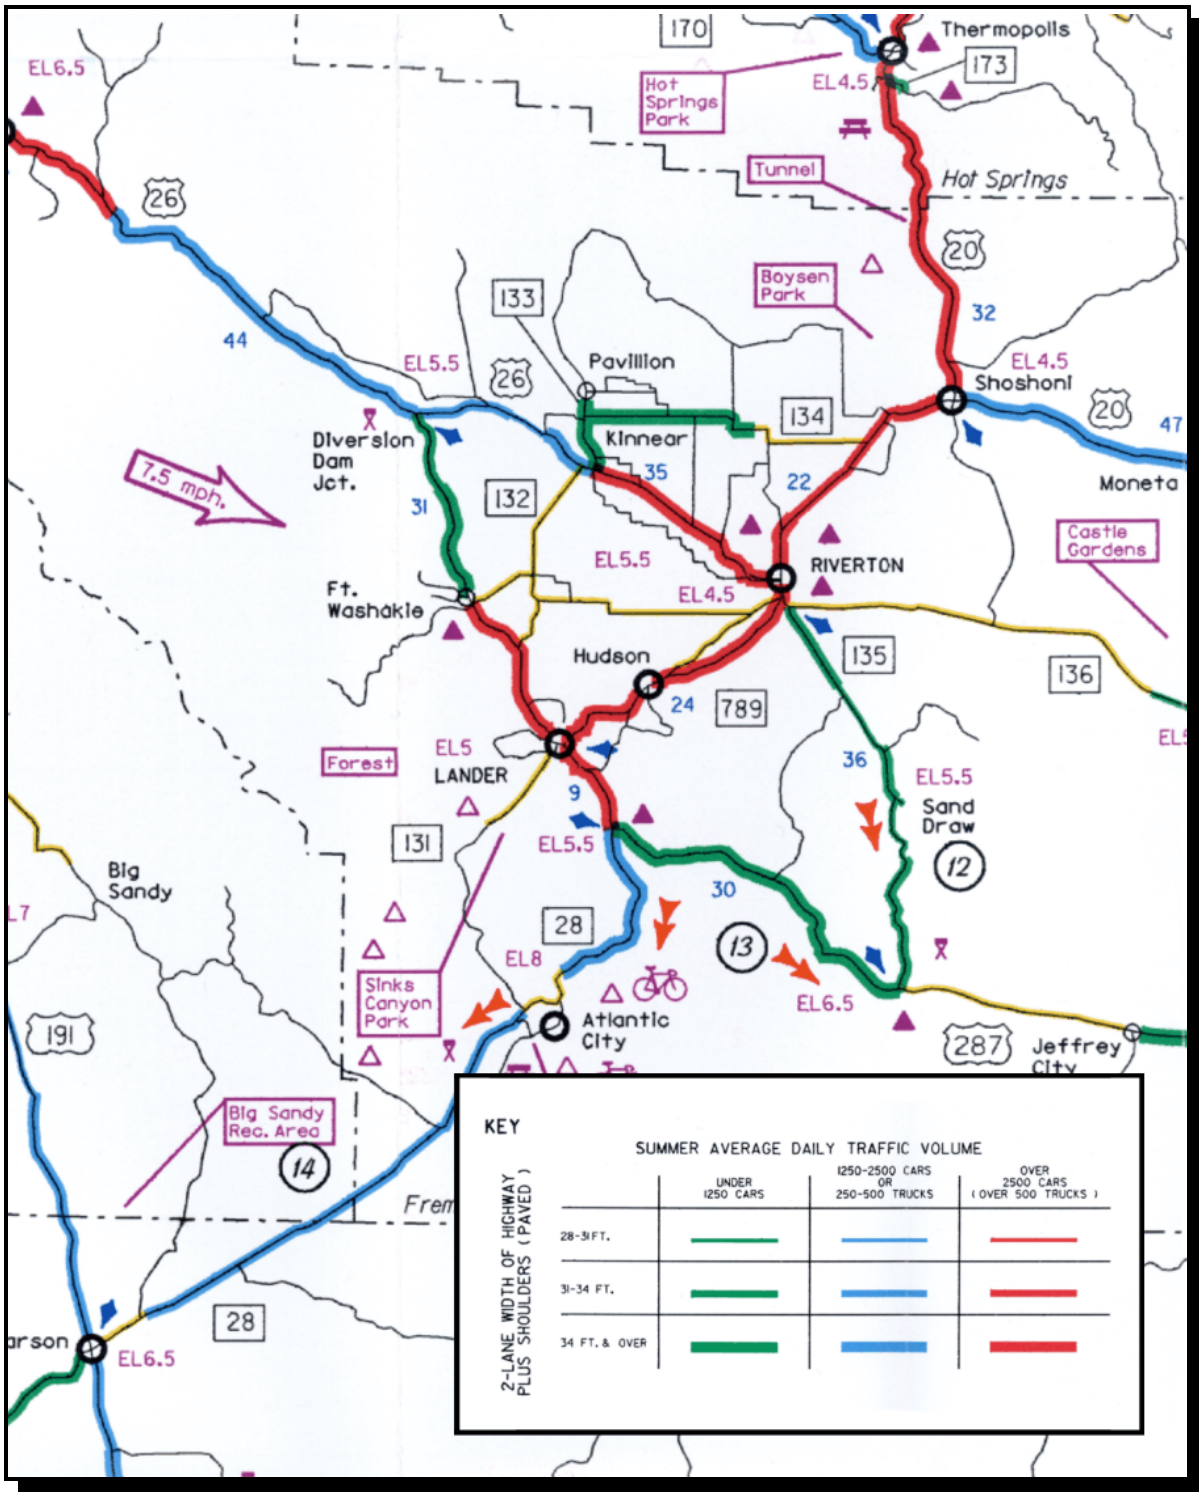 170
Thermopolis
EL6.5
173
EL4.5
Hot
Springs
Park
Tunnel
Hot Springs
26
20
Boysen
Park
133
32
44
EL5.5
Pavillion
EL4.5
26
Shoshoni
134
20
47
Diversion
Dam
Jct.
Kinnear
35
22
Moneta
7.5 mph.
31
132
Castle
Gardens
EL5.5
RIVERTON
Ft.
Washakie
EL4.5
Hudson
135
136
24
789
EL5
LANDER
Forest
EL5
36
EL5.5
9
Sand
Draw
131
EL5.5
12
Big
Sandy
30
L7
28
13
EL8
Sinks
Canyon
Park
EL6.5
191
Atlantic
City
287
Jeffrey
City
Big Sandy
Rec. Area
14
Frem
28
arson
EL6.5
KEY
SUMMER AVERAGE DAILY TRAFFIC VOLUME
2-LANE WIDTH OF HIGHWAY
PLUS SHOULDERS ( PAVED )
UNDER
1250 CARS
1250-2500 CARS
OR
250-500 TRUCKS
OVER
2500 CARS
( OVER 500 TRUCKS )
28-31 FT.
31-34 FT.
34 FT. & OVER